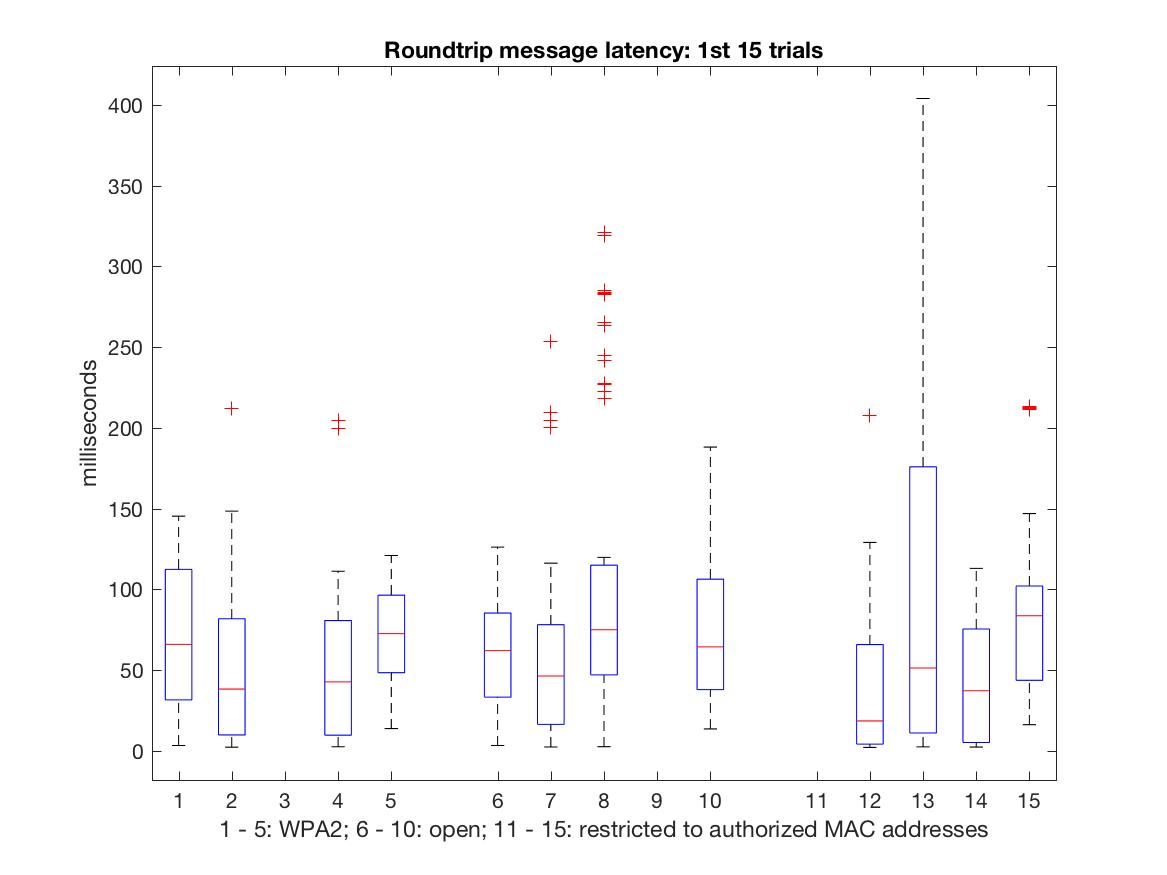 Roundtrip message latency: 1st 15 trials
400
350
300
250
200
150
100
50
0
milliseconds
1 2 3 4 5 6 7 8 9 10 11 12 13 14 15
1 - 5: WPA2; 6 - 10: open; 11 - 15: restricted to authorized MAC addresses